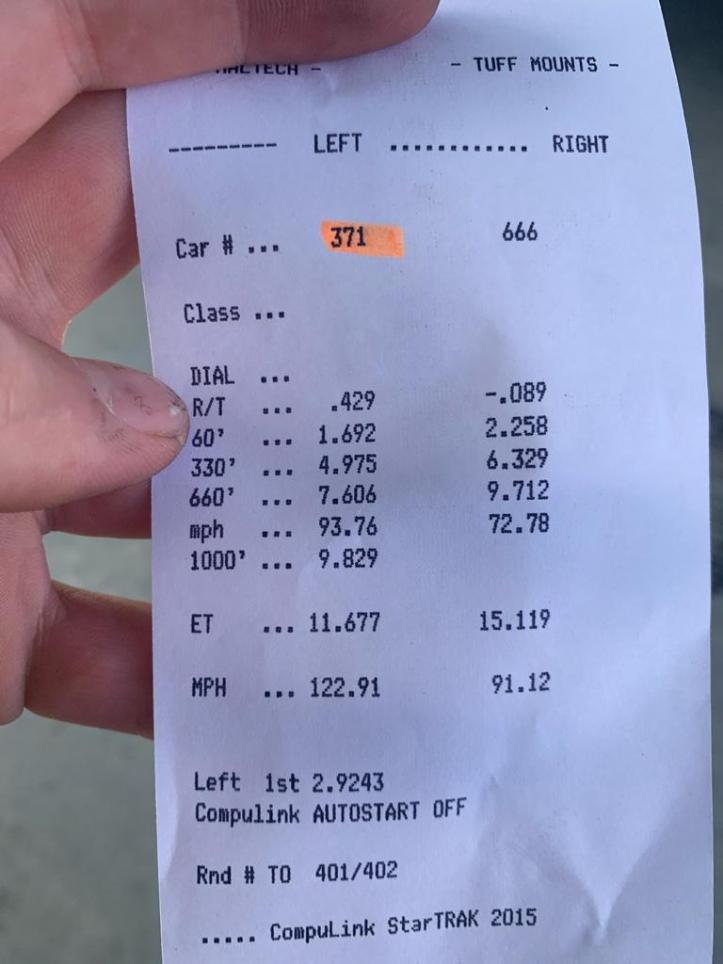 - TUFF MOUNTS -
--------- LEFT ............ RIGHT
Car # ... 371 666
Class ...
DIAL ...
R/T ... .429 -.089
60' ... 1.692 2.258
330' ... 4.975 6.329
660' ... 7.606 9.712
mph ... 93.76 72.78
1000' ... 9.829
ET ... 11.677 15.119
MPH ... 122.91 91.12
Left 1st 2.9243
Compulink AUTOSTART OFF
Rnd # TO 401/402
..... CompuLink StarTRAK 2015